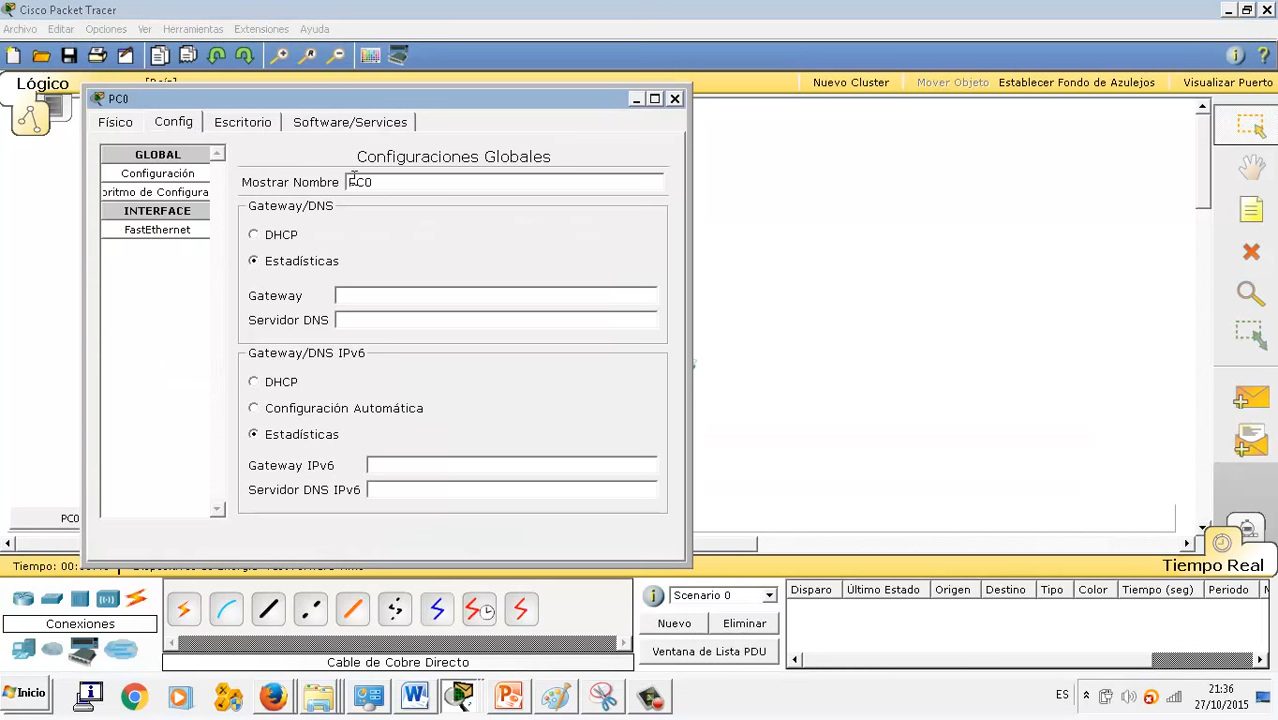 Cisco Packet Tracer
Archivo Editar Opciones Ver Herramientas Extensiones Ayuda
Lógico
Nuevo Cluster Mover Objeto Establecer Fondo de Azulejos Visualizar Puerto
PC0
Físico Config Escritorio Software/Services
GLOBAL
Configuración
oritmo de Configura
INTERFACE
FastEthernet
Configuraciones Globales
Mostrar Nombre PC0
Gateway/DNS
DHCP
Estadísticas
Gateway
Servidor DNS
Gateway/DNS IPv6
DHCP
Configuración Automática
Estadísticas
Gateway IPv6
Servidor DNS IPv6
PC0
Tiempo: 00:
Tiempo Real
Conexiones
Cable de Cobre Directo
Scenario 0
Nuevo Eliminar
Ventana de Lista PDU
Disparo Último Estado Origen Destino Tipo Color Tiempo (seg) Periodo
Inicio
ES
21:36
27/10/2015